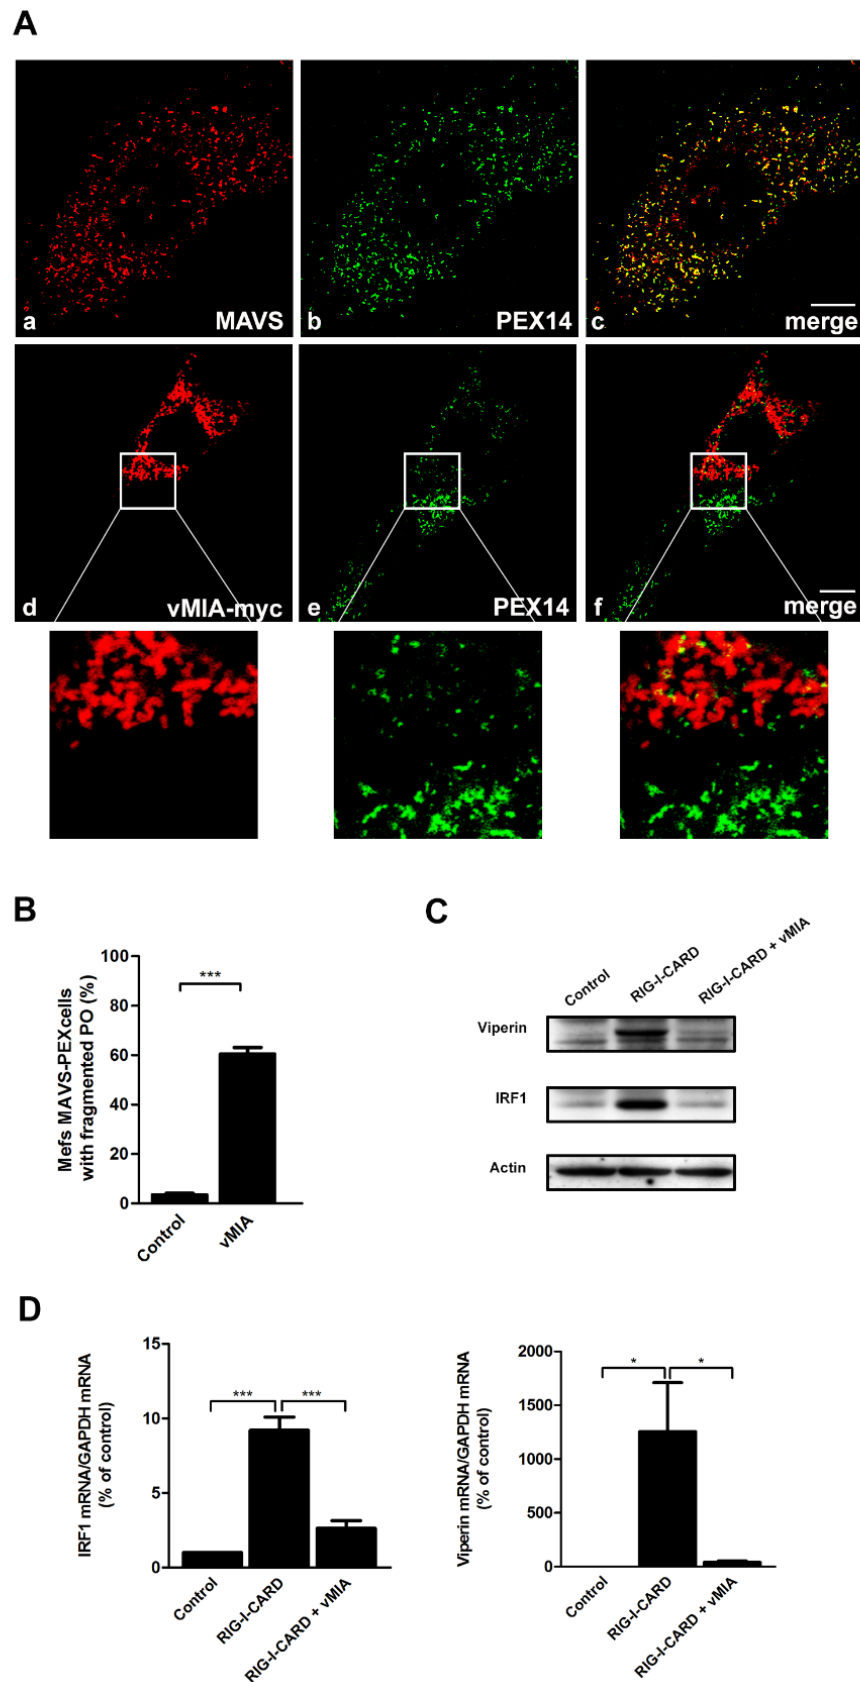 A
a MAVS
b PEX14
c merge
d vMIA-myc
e PEX14
f merge
B
Mefs MAVS-PEXcells
with fragmented PO (%)
100
80
60
40
20
0
***
Control
vMIA
C
Control
RIG-I-CARD
RIG-I-CARD + vMIA
Viperin
IRF1
Actin
D
IRF1 mRNA/GAPDH mRNA
(% of control)
15
10
5
0
*** ***
Control
RIG-I-CARD
RIG-I-CARD + vMIA
Viperin mRNA/GAPDH mRNA
(% of control)
2000
1500
1000
500
0
* *
Control
RIG-I-CARD
RIG-I-CARD + vMIA